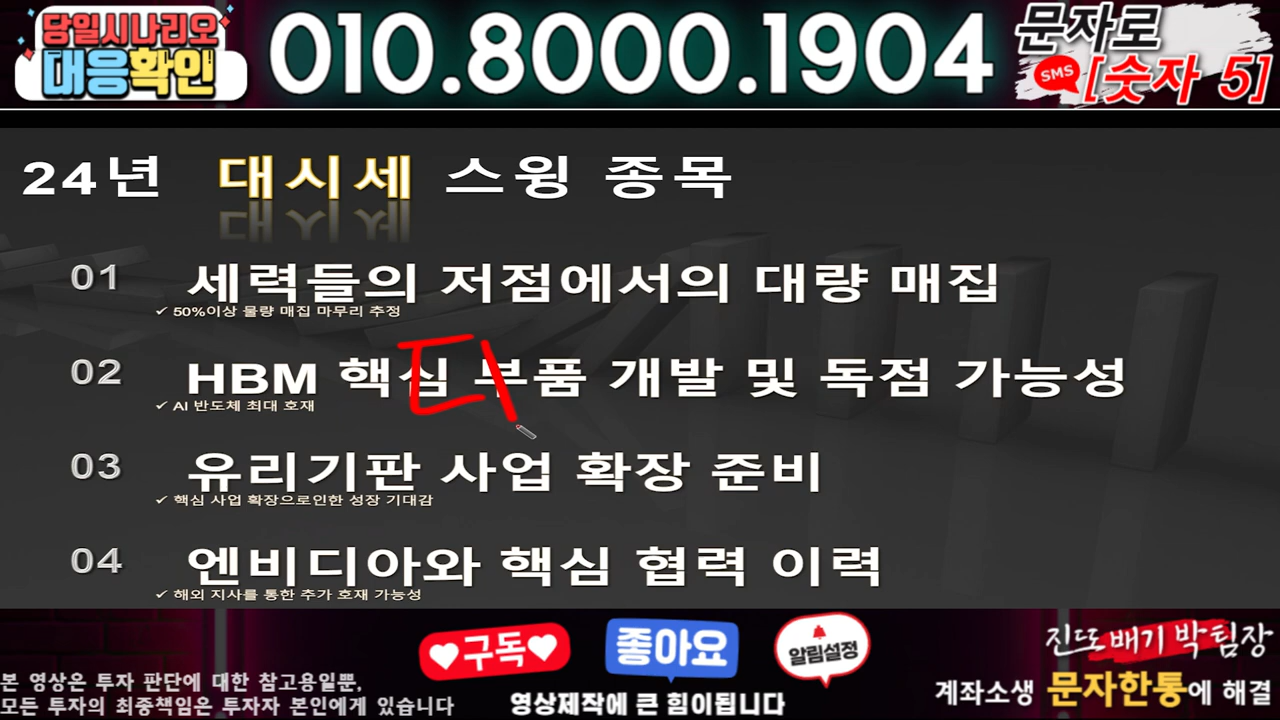 당일시나리오
대응확인
010.8000.1904
문자로
SMS [숫자 5]
24년 대시세 스윙 종목
01 세력들의 저점에서의 대량 매집
✓ 50%이상 물량 매집 마무리 추정
02 HBM 핵심 부품 개발 및 독점 가능성
✓ AI 반도체 최대 호재
03 유리기판 사업 확장 준비
✓ 핵심 사업 확장으로인한 성장 기대감
04 엔비디아와 핵심 협력 이력
✓ 해외 지사를 통한 추가 호재 가능성
구독
좋아요
알림설정
영상제작에 큰 힘이됩니다
본 영상은 투자 판단에 대한 참고용일뿐,
모든 투자의 최종책임은 투자자 본인에게 있습니다
진또배기 박팀장
계좌소생 문자한통에 해결